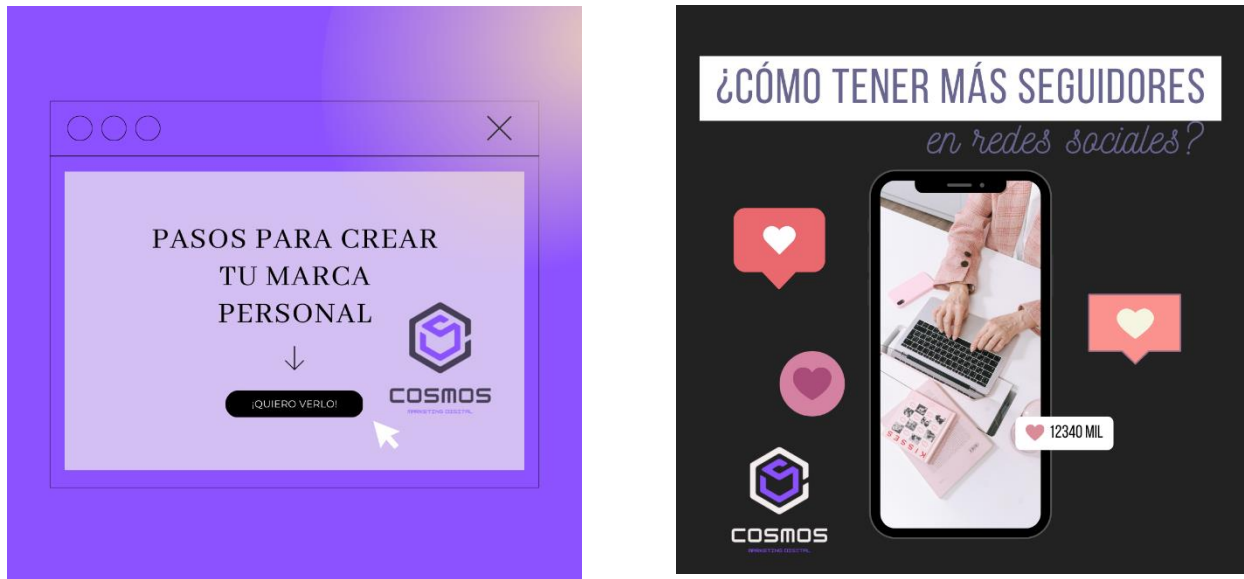 PASOS PARA CREAR
TU MARCA
PERSONAL
¡QUIERO VERLO!
COSMOS
MARKETING DIGITAL
¿CÓMO TENER MÁS SEGUIDORES
en redes sociales?
KISSES
12340 MIL
COSMOS
MARKETING DIGITAL